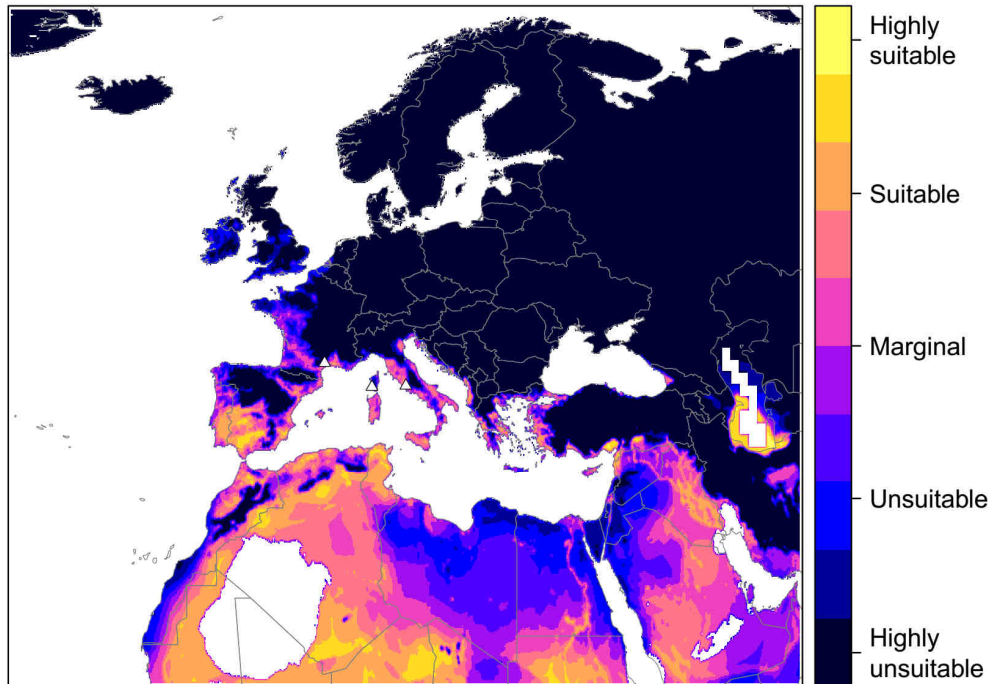 Highly
suitable
Suitable
Marginal
Unsuitable
Highly
unsuitable